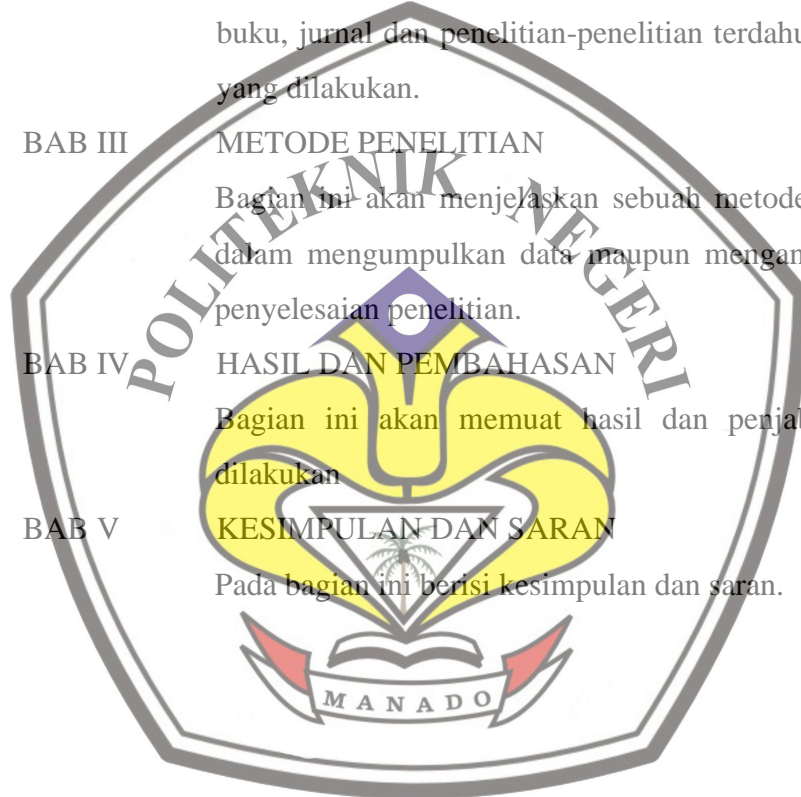 buku, jurnal dan penelitian-penelitian terdahu
yang dilakukan.
BAB III METODE PENELITIAN
Bagian ini akan menjelaskan sebuah metode
dalam mengumpulkan data maupun mengan
penyelesaian penelitian.
BAB IV HASIL DAN PEMBAHASAN
Bagian ini akan memuat hasil dan penjab
dilakukan
BAB V KESIMPULAN DAN SARAN
Pada bagian ini berisi kesimpulan dan saran.
POLITEKNIK NEGERI
MANADO